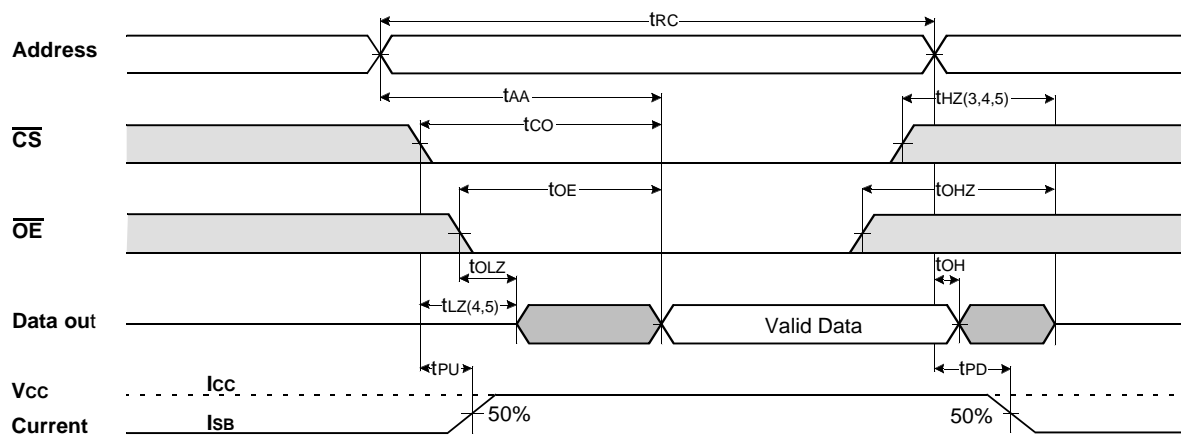 tRC
Address
tAA
tHZ(3,4,5)
tCO
CS
tOE
tOHZ
OE
tOLZ
tOH
tLZ(4,5)
Data out
Valid Data
tPU
tPD
VCC
ICC
50%
50%
Current
ISB